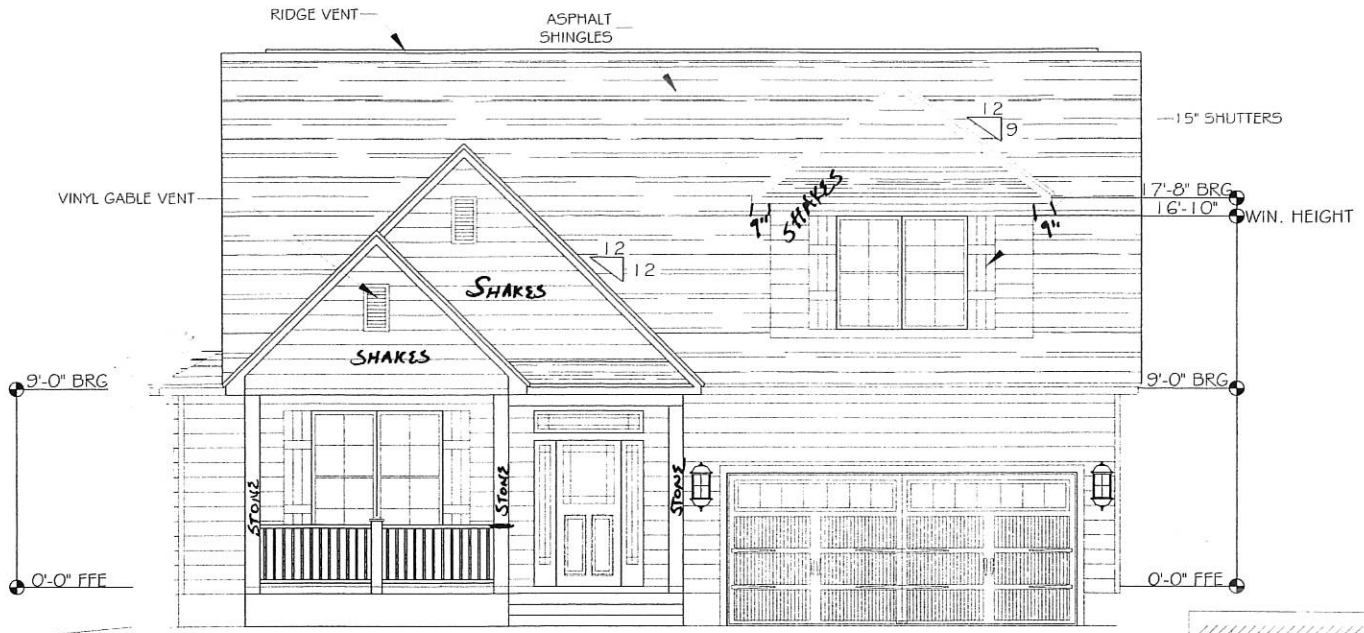 RIDGE VENT
ASPHALT
SHINGLES
12
9
15" SHUTTERS
VINYL GABLE VENT
17'-8" BRG
16'-10"
WIN. HEIGHT
9"
SHAKES
9"
12
12
SHAKES
SHAKES
9'-0" BRG
9'-0" BRG
STONE
STONE
STONE
0'-0" FFE
0'-0" FFE